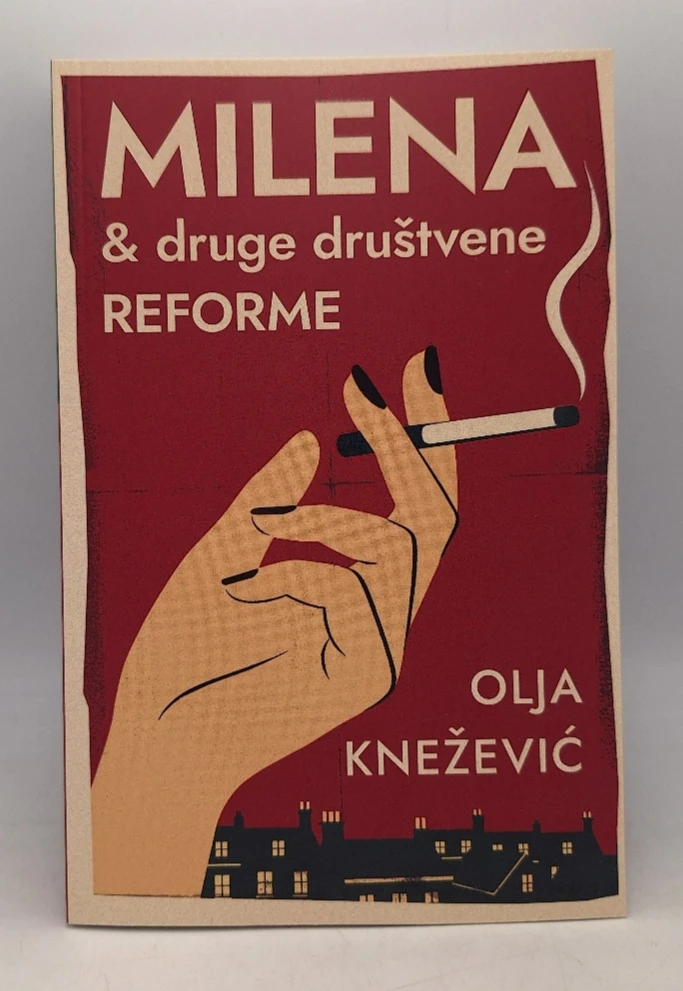 MILENA
& druge društvene
REFORME
OLJA
KNEŽEVIĆ